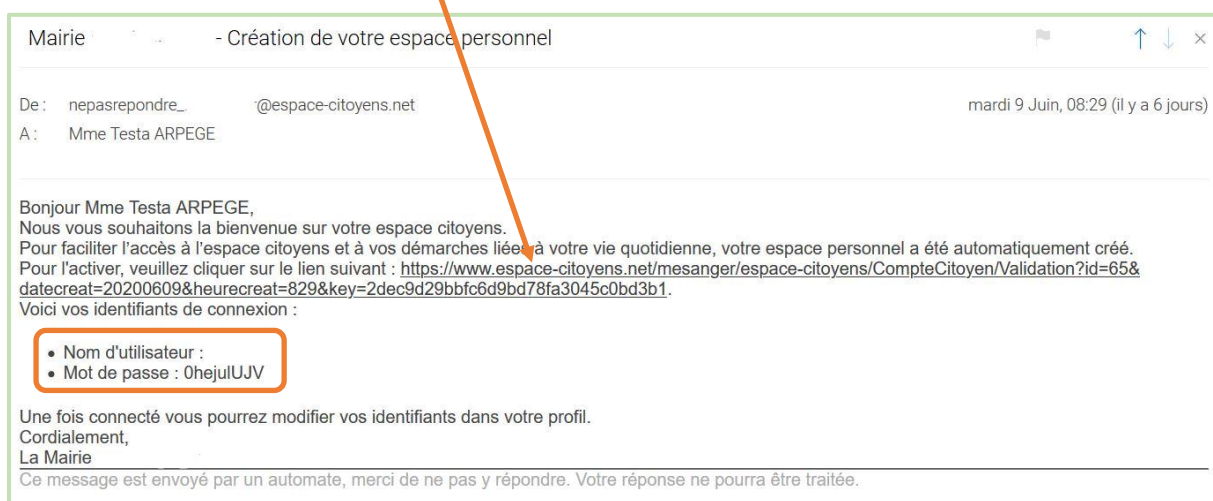 Mairie - Création de votre espace personnel
De : nepasrepondre_ @espace-citoyens.net mardi 9 Juin, 08:29 (il y a 6 jours)
A : Mme Testa ARPEGE
Bonjour Mme Testa ARPEGE,
Nous vous souhaitons la bienvenue sur votre espace citoyens.
Pour faciliter l'accès à l'espace citoyens et à vos démarches liées à votre vie quotidienne, votre espace personnel a été automatiquement créé.
Pour l'activer, veuillez cliquer sur le lien suivant : https://www.espace-citoyens.net/mesanger/espace-citoyens/CompteCitoyen/Validation?id=65&
datecreat=20200609&heurecreat=829&key=2dec9d29bbfc6d9bd78fa3045c0bd3b1.
Voici vos identifiants de connexion :
• Nom d'utilisateur :
• Mot de passe : 0hejulUJV
Une fois connecté vous pourrez modifier vos identifiants dans votre profil.
Cordialement,
La Mairie
Ce message est envoyé par un automate, merci de ne pas y répondre. Votre réponse ne pourra être traitée.